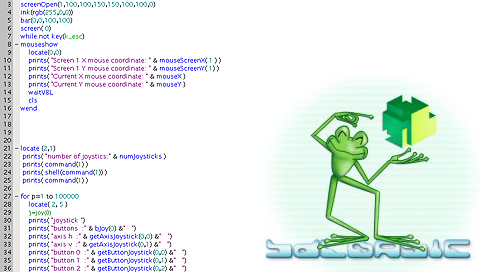 3 screenOpen(1,100,100,150,150,100,100,0)
4 ink(rgb(255,0,0))
5 bar(0,0,100,100)
6 screen(0)
7 while not key(k_esc)
8 mouseshow
9 locate(0,0)
10 prints("Screen 1 X mouse coordinate: " & mouseScreenX( 1 ) )
11 prints("Screen 1 Y mouse coordinate: " & mouseScreenY( 1 ) )
12 prints("Current X mouse coordinate: " & mouseX )
13 prints("Current Y mouse coordinate: " & mouseY )
14 waitVBL
15 cls
16 wend
17
18
19
20
21 locate (2,1)
22 prints( "number of joystics:" & numJoysticks )
23 prints( command(1) )
24 prints( shell(command(1)) )
25 prints( command(1) )
26
27 for p=1 to 100000
28 locate( 2, 5 )
29 'j=joy(0)
30 prints("joystick ")
31 prints("buttons :" & bJoy(0) &" ")
32 prints( "axis h :" & getAxisJoystick(0,0) &" ")
33 prints( "axis v :" & getAxisJoystick(0,1) &" ")
34 prints( "button 0 :" & getButtonJoystick(0,0) &" ")
35 prints( "button 1 :" & getButtonJoystick(0,1) &" ")
36 prints( "button 2 :" & getButtonJoystick(0,2) &" ")